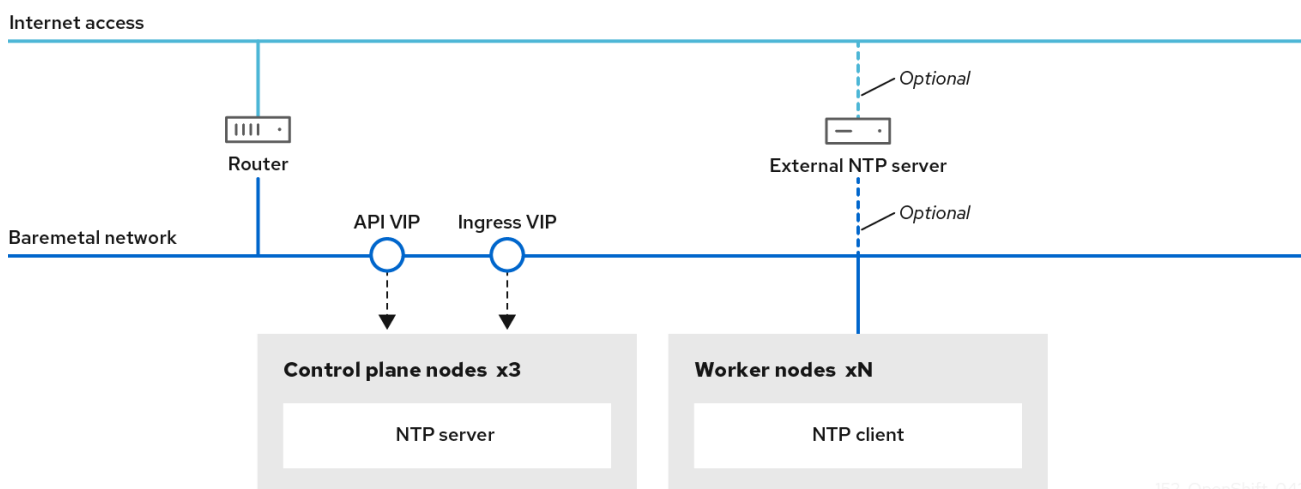 Internet access
Optional
Router
External NTP server
API VIP
Ingress VIP
Optional
Baremetal network
Control plane nodes x3
Worker nodes xN
NTP server
NTP client